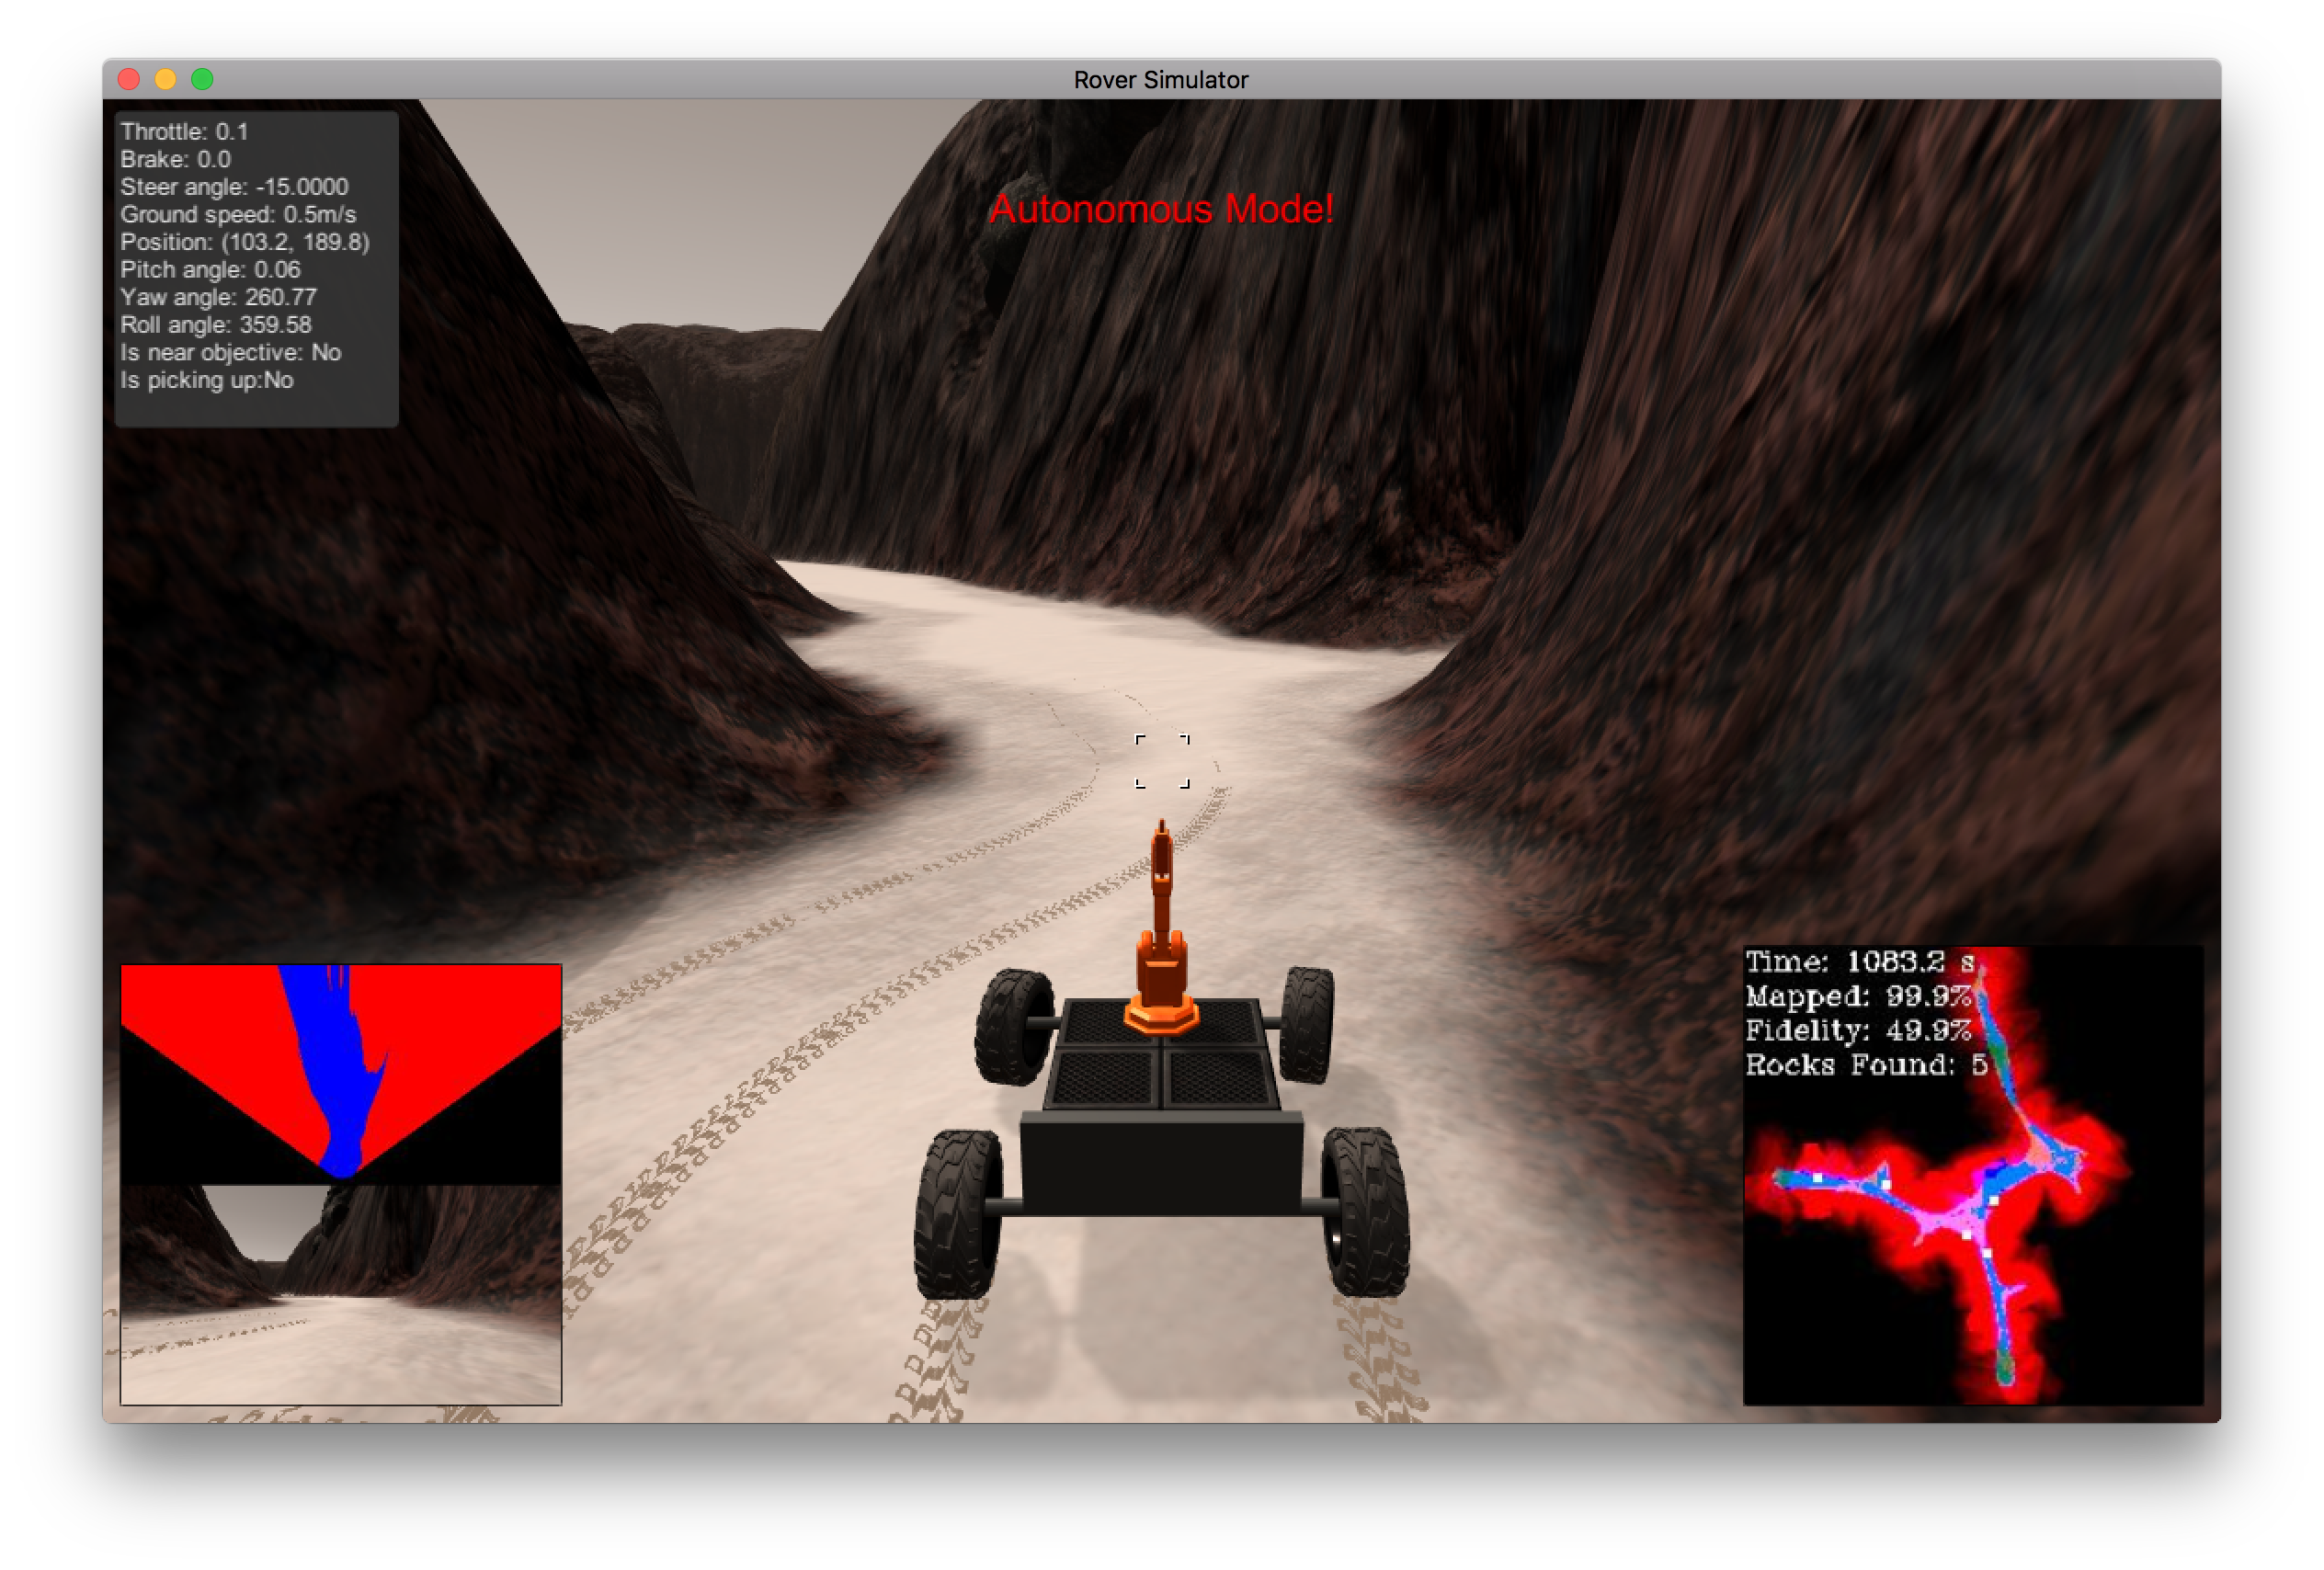 Rover Simulator
Throttle: 0.1
Brake: 0.0
Steer angle: -15.0000
Ground speed: 0.5m/s
Position: (103.2, 189.8)
Pitch angle: 0.06
Yaw angle: 260.77
Roll angle: 359.58
Is near objective: No
Is picking up:No
Autonomous Mode!
Time: 1083.2 s
Mapped: 99.9%
Fidelity: 49.9%
Rocks Found: 5